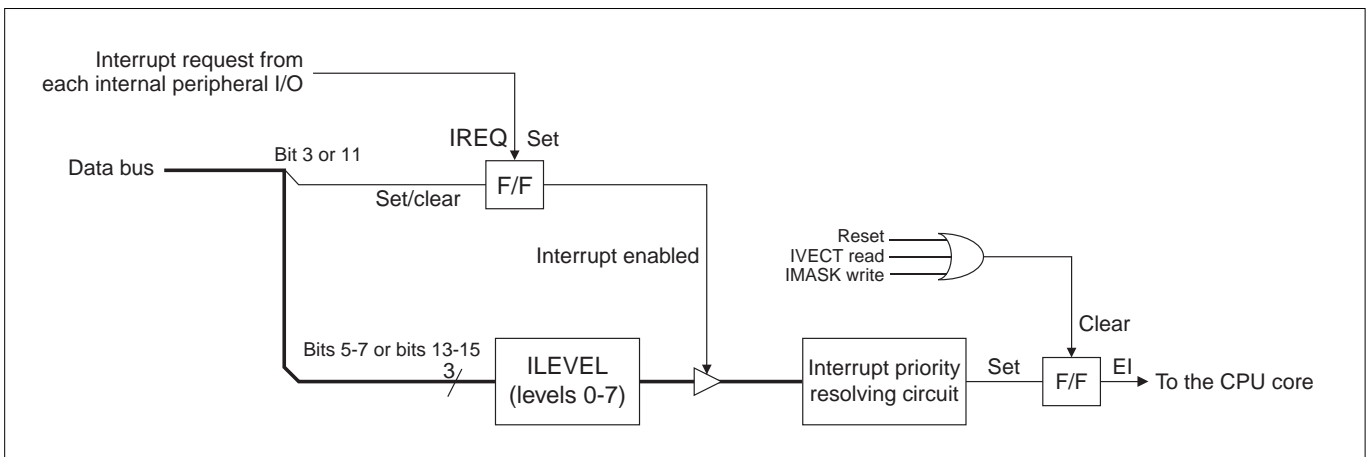 Interrupt request from
each internal peripheral I/O
IREQ Set
Data bus
Bit 3 or 11
F/F
Set/clear
Interrupt enabled
Reset
IVECT read
IMASK write
Clear
Bits 5-7 or bits 13-15
3
ILEVEL
(levels 0-7)
Interrupt priority
resolving circuit
Set
F/F
EI
To the CPU core